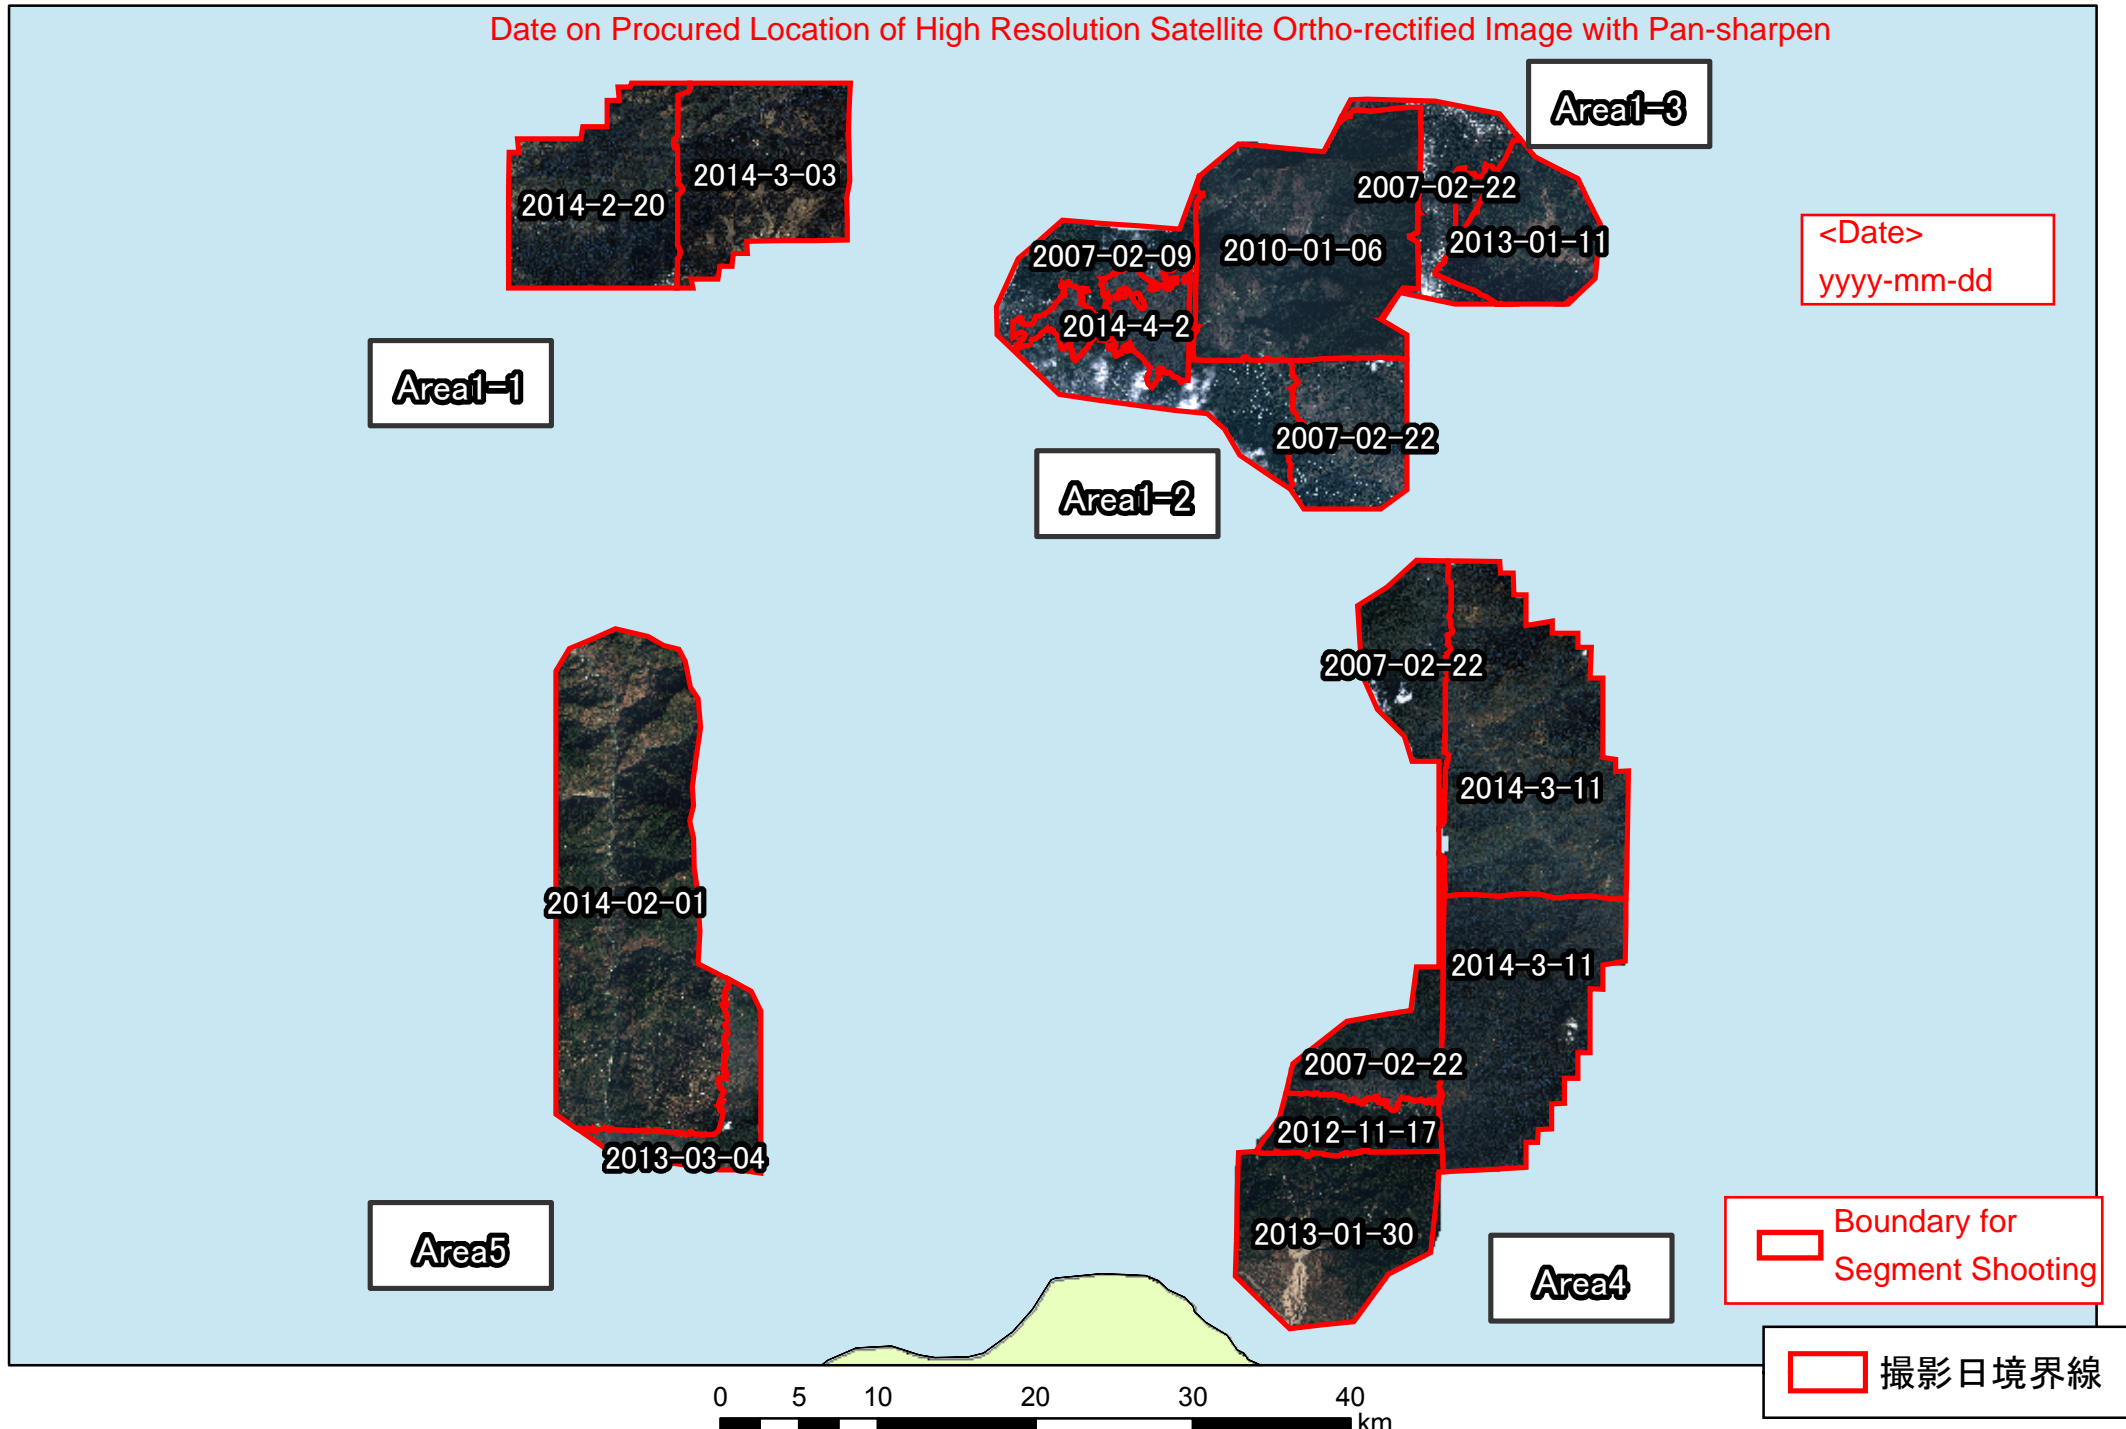 Date on Procured Location of High Resolution Satellite Ortho-rectified Image with Pan-sharpen
Area1-3
2014-3-03
2014-2-20
2007-02-22
2013-01-11
2010-01-06
2007-02-09
2014-4-2
<Date>
yyyy-mm-dd
Area1-1
2007-02-22
Area1-2
2007-02-22
2014-3-11
2014-02-01
2014-3-11
2007-02-22
2012-11-17
2013-03-04
2013-01-30
Area5
Area4
Boundary for
Segment Shooting
撮影日境界線
0 5 10 20 30 40
km